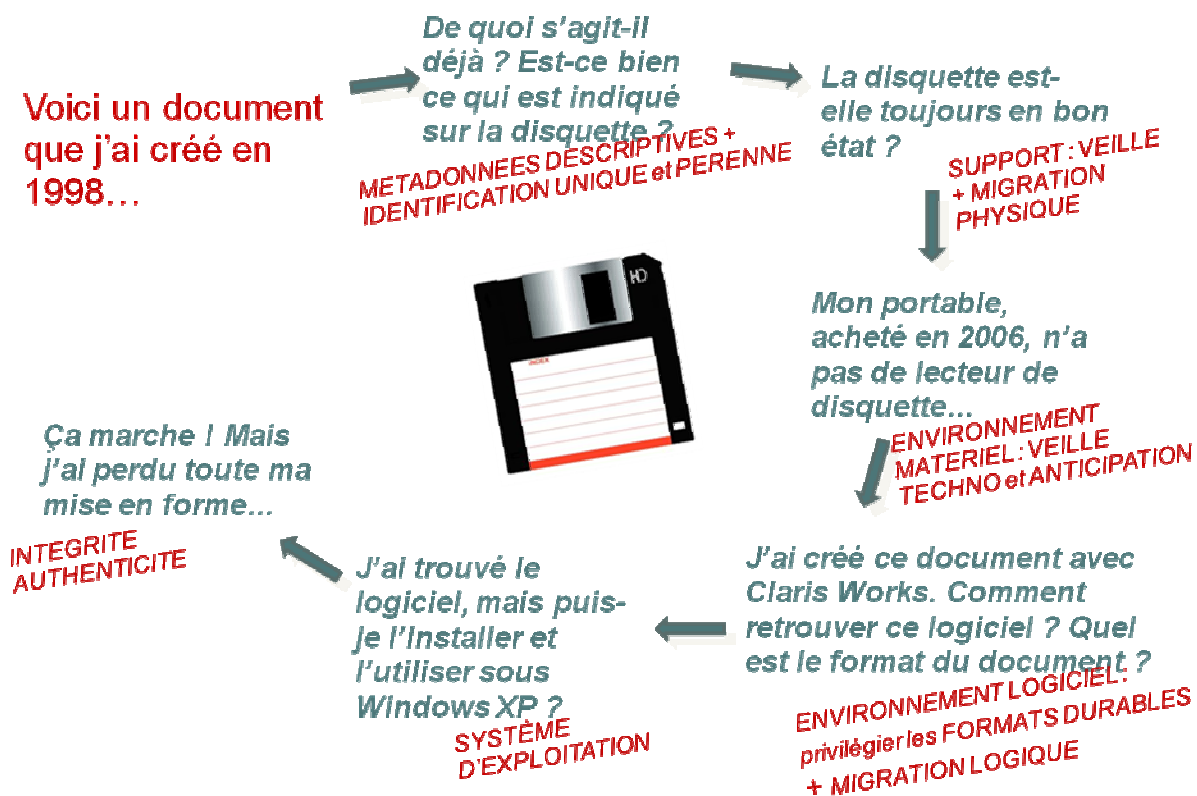 Voici un document
que j'ai créé en
1998…
De quoi s'agit-il
déjà ? Est-ce bien
ce qui est indiqué
sur la disquette ?
METADONNEES DESCRIPTIVES +
IDENTIFICATION UNIQUE et PERENNE
La disquette est-
elle toujours en bon
état ?
SUPPORT : VEILLE
+ MIGRATION
PHYSIQUE
HD
INDEX
Mon portable,
acheté en 2006, n'a
pas de lecteur de
disquette…
ENVIRONNEMENT
MATERIEL : VEILLE
TECHNO et ANTICIPATION
J'ai créé ce document avec
Claris Works. Comment
retrouver ce logiciel ? Quel
est le format du document ?
ENVIRONNEMENT LOGICIEL :
privilégier les FORMATS DURABLES
+ MIGRATION LOGIQUE
J'ai trouvé le
logiciel, mais puis-
je l'Installer et
l'utiliser sous
Windows XP ?
SYSTÈME
D'EXPLOITATION
Ça marche ! Mais
j'ai perdu toute ma
mise en forme…
INTEGRITE
AUTHENTICITE